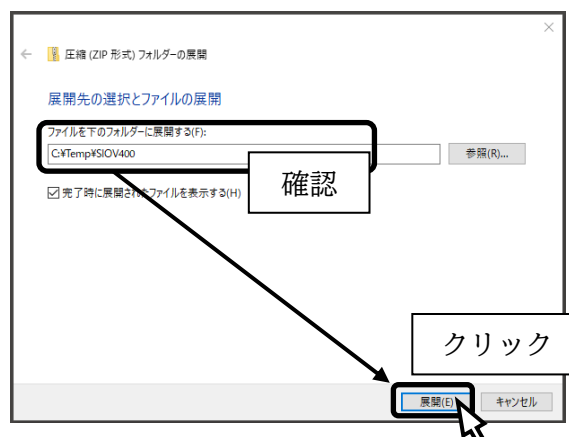 圧縮 (ZIP 形式) フォルダーの展開
展開先の選択とファイルの展開
ファイルを下のフォルダーに展開する(F):
C:¥Temp¥SIOV400
参照(R)...
確認
完了時に展開されたファイルを表示する(H)
クリック
展開(E)
キャンセル